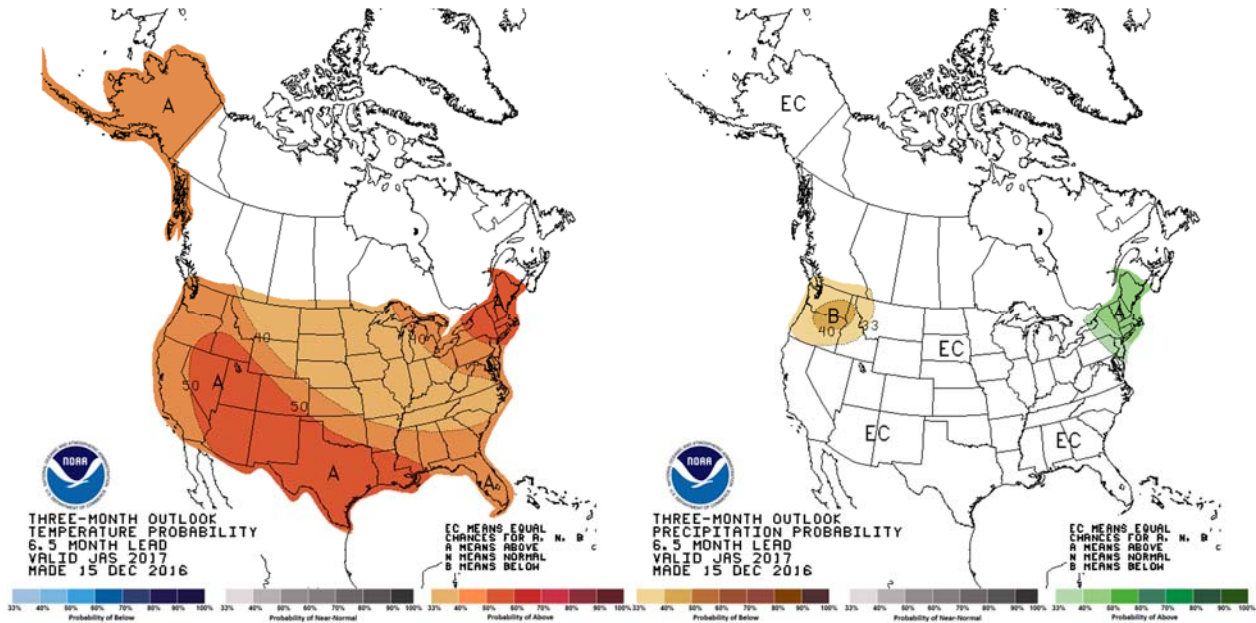 A
A
40
40
50
A
50
A
A
NOAA
THREE-MONTH OUTLOOK
TEMPERATURE PROBABILITY
6.5 MONTH LEAD
VALID JAS 2017
MADE 15 DEC 2016
EC MEANS EQUAL
CHANCES FOR A, N, B
A MEANS ABOVE
N MEANS NORMAL
B MEANS BELOW
33% 40% 50% 60% 70% 80% 90% 100%
Probability of Below
33% 40% 50% 60% 70% 80% 90% 100%
Probability of Near-Normal
33% 40% 50% 60% 70% 80% 90% 100%
Probability of Above
EC
A
B
33
40
EC
EC
EC
NOAA
THREE-MONTH OUTLOOK
PRECIPITATION PROBABILITY
6.5 MONTH LEAD
VALID JAS 2017
MADE 15 DEC 2016
EC MEANS EQUAL
CHANCES FOR A, N, B
A MEANS ABOVE
N MEANS NORMAL
B MEANS BELOW
33% 40% 50% 60% 70% 80% 90% 100%
Probability of Below
33% 40% 50% 60% 70% 80% 90% 100%
Probability of Near-Normal
33% 40% 50% 60% 70% 80% 90% 100%
Probability of Above